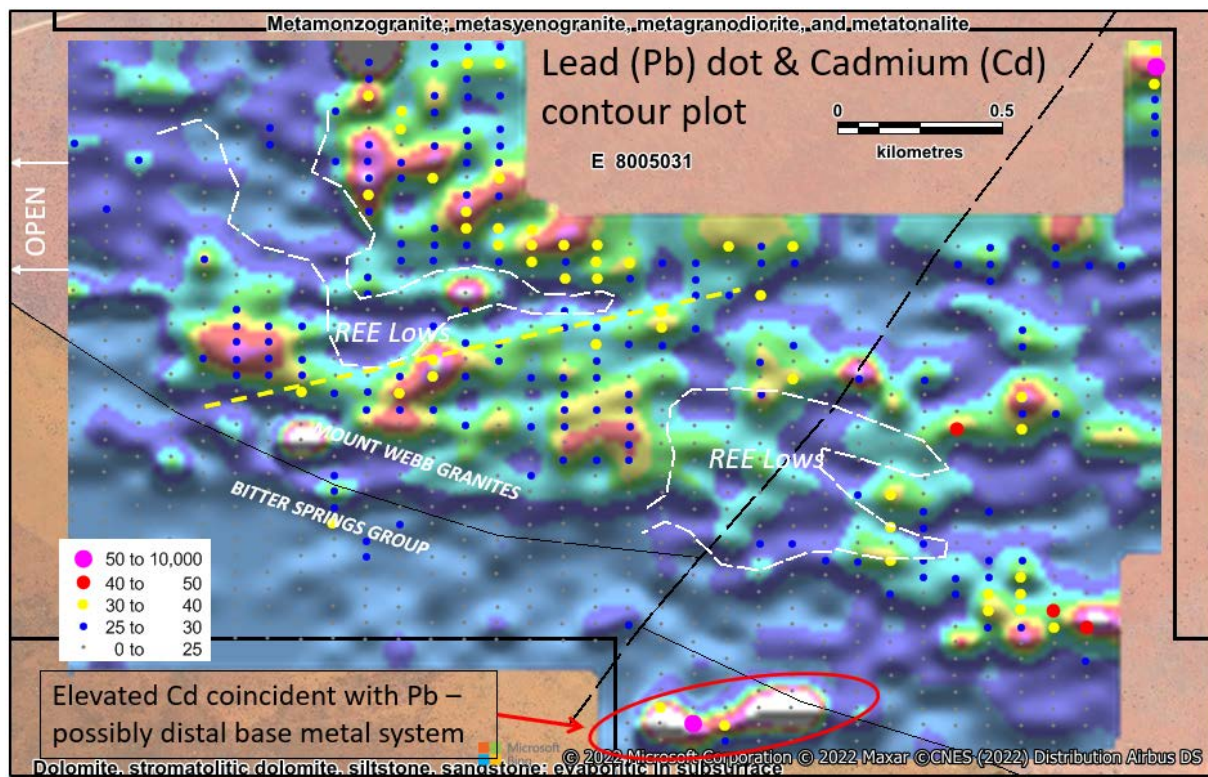 Metamonzogranite; metasyenogranite, metagranodiorite, and metatonalite
Lead (Pb) dot & Cadmium (Cd)
contour plot
0 0.5
kilometres
E 8005031
OPEN
REE Lows
REE Lows
MOUNT WEBB GRANITES
BITTER SPRINGS GROUP
50 to 10,000
40 to 50
30 to 40
25 to 30
0 to 25
Elevated Cd coincident with Pb –
possibly distal base metal system
Microsoft
Bing
© 2022 Microsoft Corporation © 2022 Maxar ©CNES (2022) Distribution Airbus DS
Dolomite, stromatolitic dolomite, siltstone, sandstone; evaporitic in subsurface